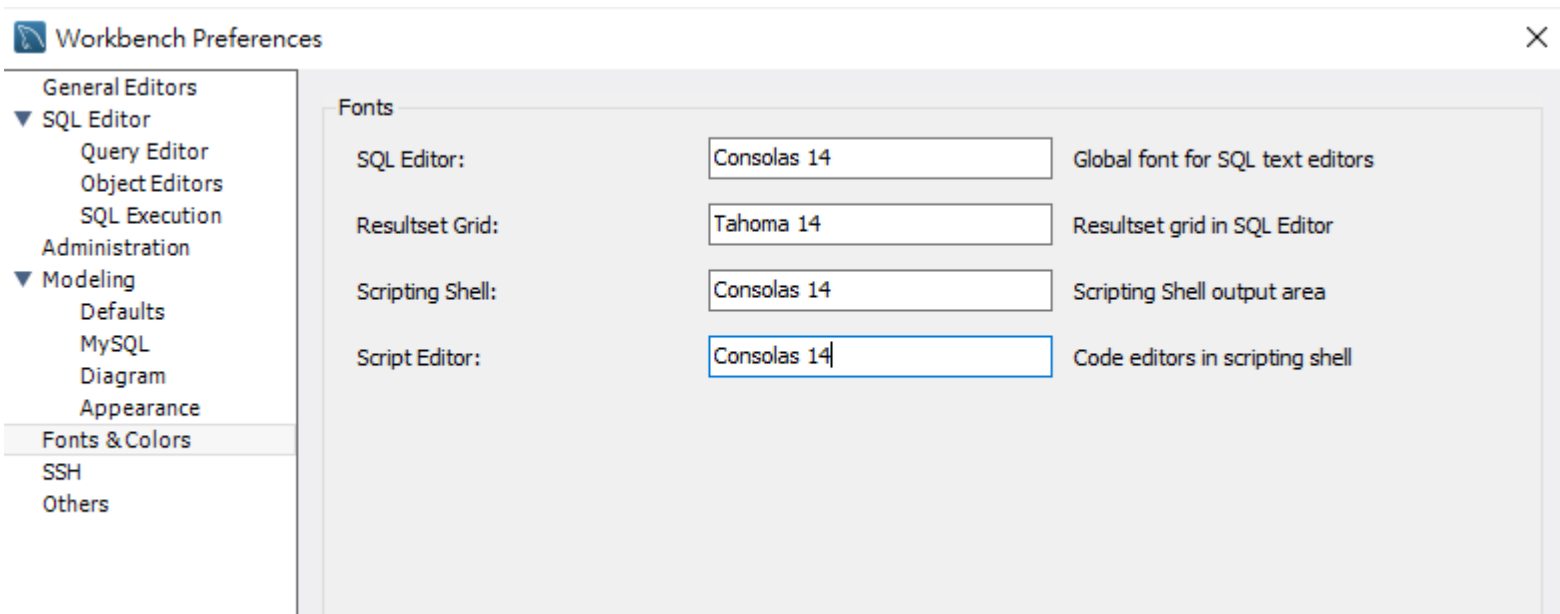 Workbench Preferences
General Editors
SQL Editor
Query Editor
Object Editors
SQL Execution
Administration
Modeling
Defaults
MySQL
Diagram
Appearance
Fonts & Colors
SSH
Others
Fonts
SQL Editor: Consolas 14 Global font for SQL text editors
Resultset Grid: Tahoma 14 Resultset grid in SQL Editor
Scripting Shell: Consolas 14 Scripting Shell output area
Script Editor: Consolas 14 Code editors in scripting shell